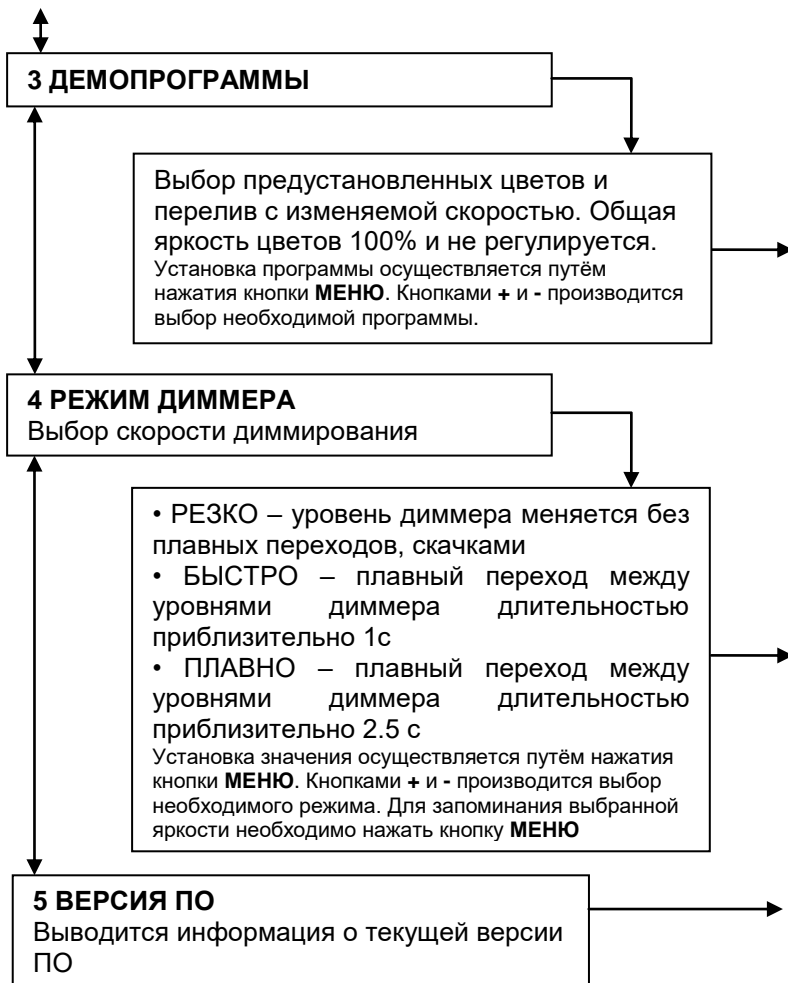 3 ДЕМОПРОГРАММЫ
Выбор предустановленных цветов и
перелив с изменяемой скоростью. Общая
яркость цветов 100% и не регулируется.
Установка программы осуществляется путём
нажатия кнопки МЕНЮ. Кнопками + и - производится
выбор необходимой программы.
4 РЕЖИМ ДИММЕРА
Выбор скорости диммирования
• РЕЗКО – уровень диммера меняется без
плавных переходов, скачками
• БЫСТРО – плавный переход между
уровнями диммера длительностью
приблизительно 1с
• ПЛАВНО – плавный переход между
уровнями диммера длительностью
приблизительно 2.5 с
Установка значения осуществляется путём нажатия
кнопки МЕНЮ. Кнопками + и - производится выбор
необходимого режима. Для запоминания выбранной
яркости необходимо нажать кнопку МЕНЮ
5 ВЕРСИЯ ПО
Выводится информация о текущей версии
ПО